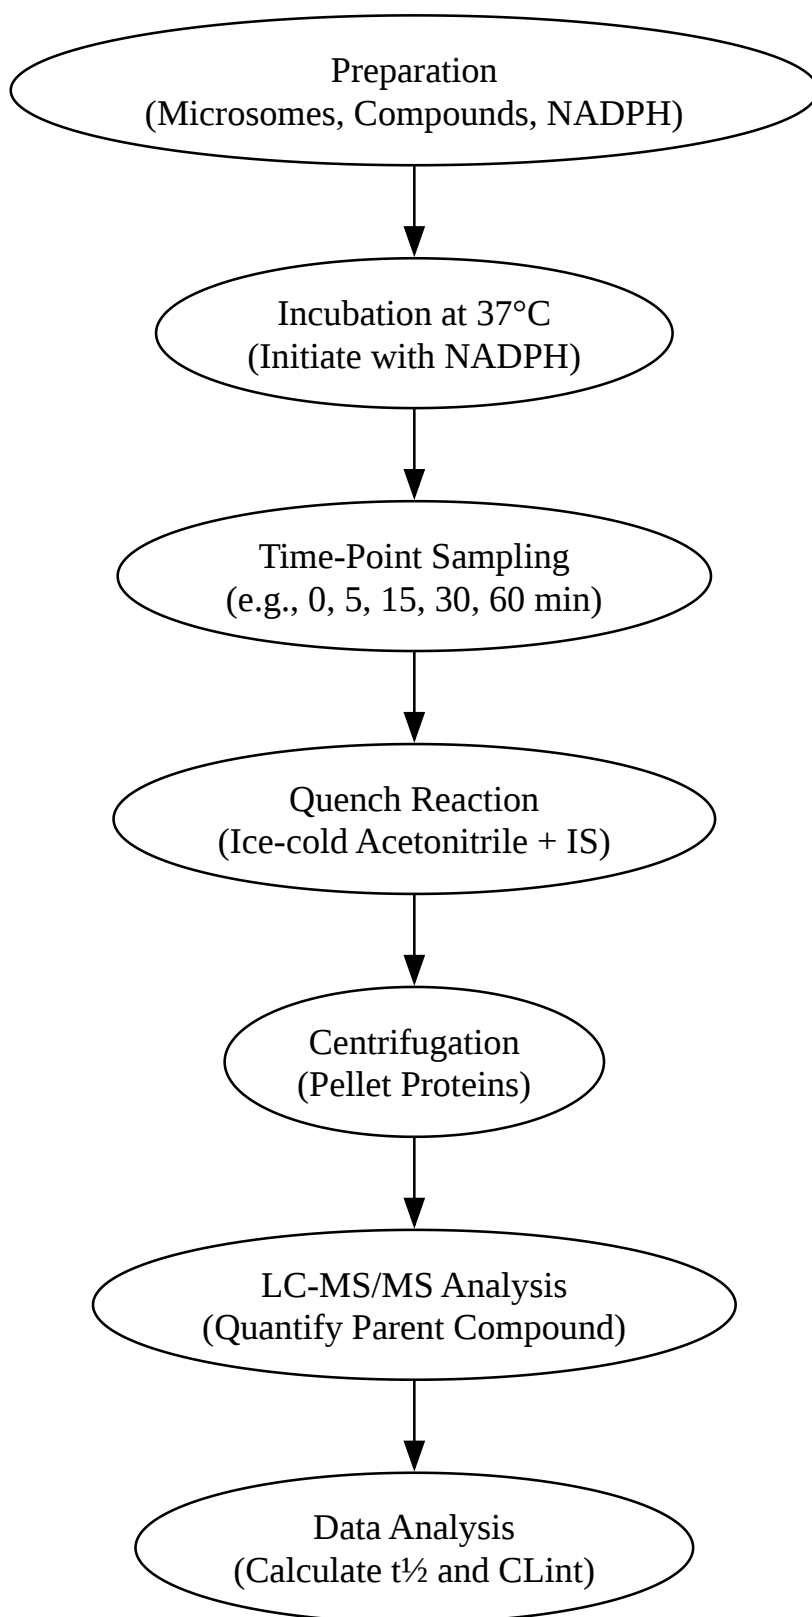 Preparation
(Microsomes, Compounds, NADPH)
Incubation at 37°C
(Initiate with NADPH)
Time-Point Sampling
(e.g., 0, 5, 15, 30, 60 min)
Quench Reaction
(Ice-cold Acetonitrile + IS)
Centrifugation
(Pellet Proteins)
LC-MS/MS Analysis
(Quantify Parent Compound)
Data Analysis
(Calculate t½ and CLint)